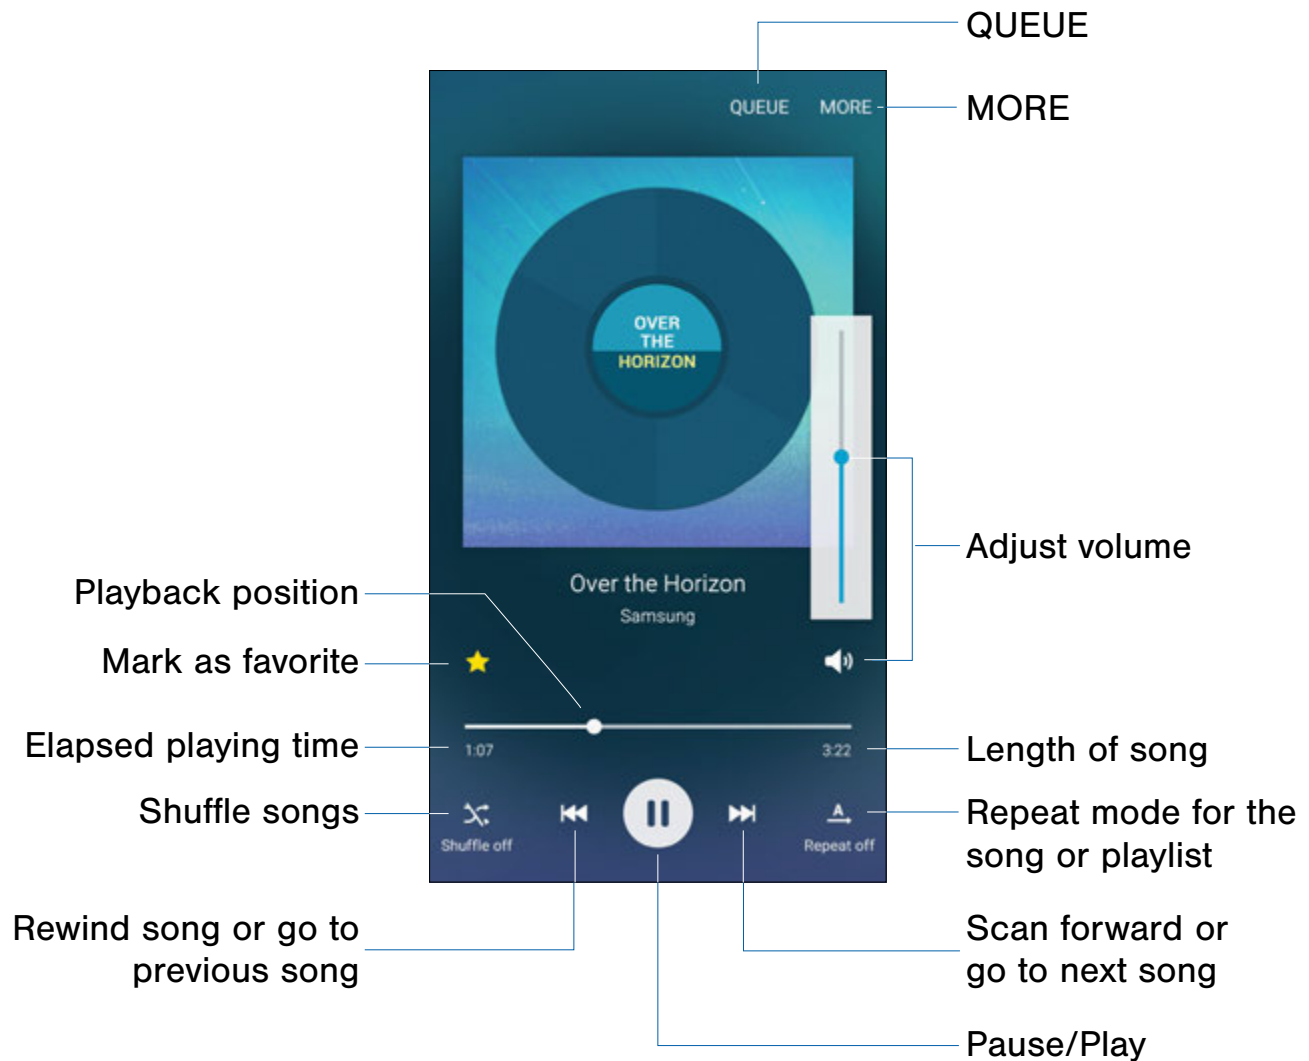 QUEUE
MORE
QUEUE MORE
OVER
THE
HORIZON
Adjust volume
Over the Horizon
Samsung
Playback position
Mark as favorite
Elapsed playing time
1:07
3:22
Length of song
Shuffle songs
Shuffle off
A
Repeat off
Repeat mode for the
song or playlist
Rewind song or go to
previous song
Scan forward or
go to next song
Pause/Play